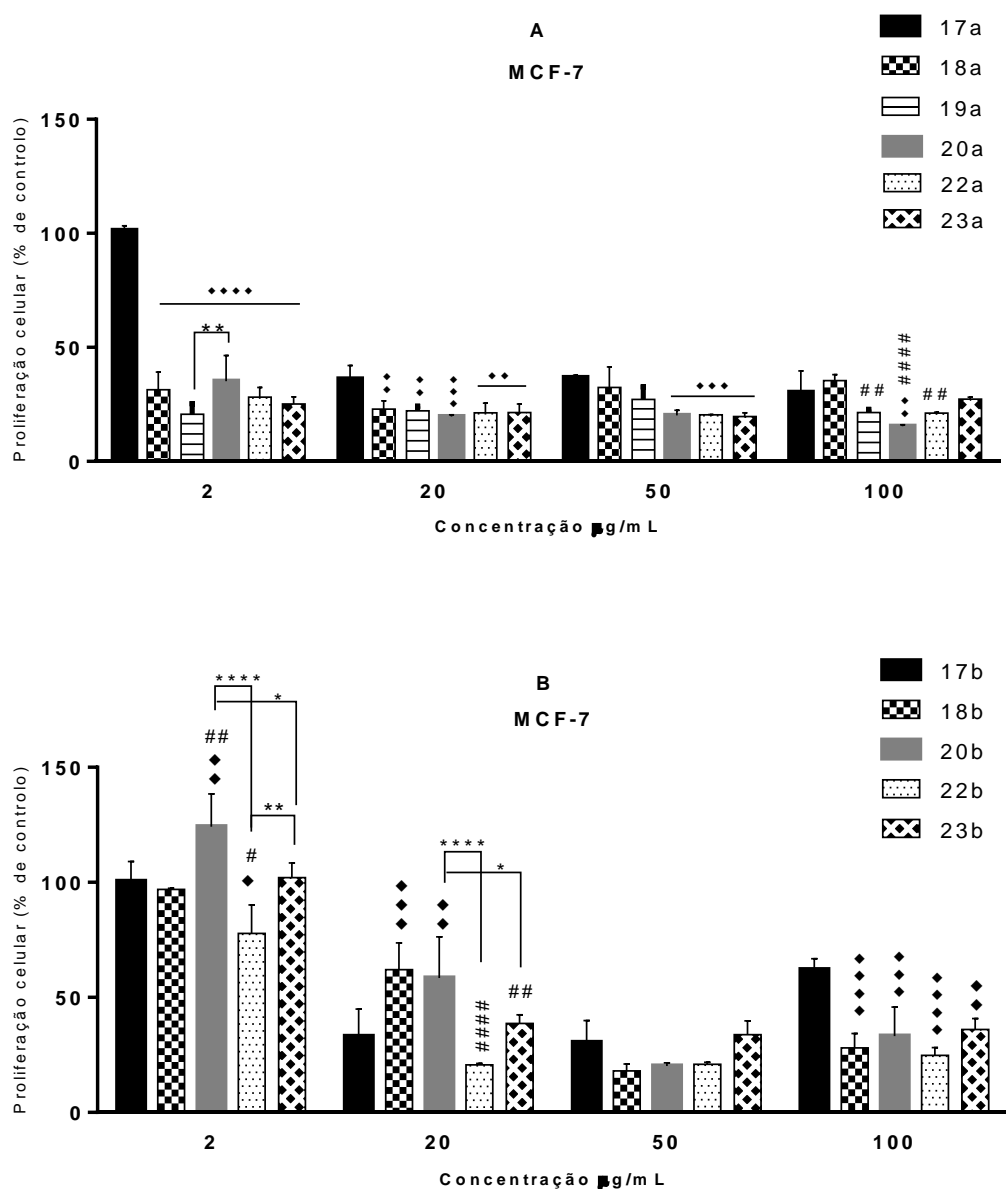 A
MCF-7
17a
18a
19a
20a
22a
23a
Proliferação celular (% de controlo)
150
100
50
0
**
##
####
##
2 20 50 100
Concentração µg/mL
B
MCF-7
17b
18b
20b
22b
23b
Proliferação celular (% de controlo)
150
100
50
0
****
*
##
**
#
****
*
####
##
2 20 50 100
Concentração µg/mL